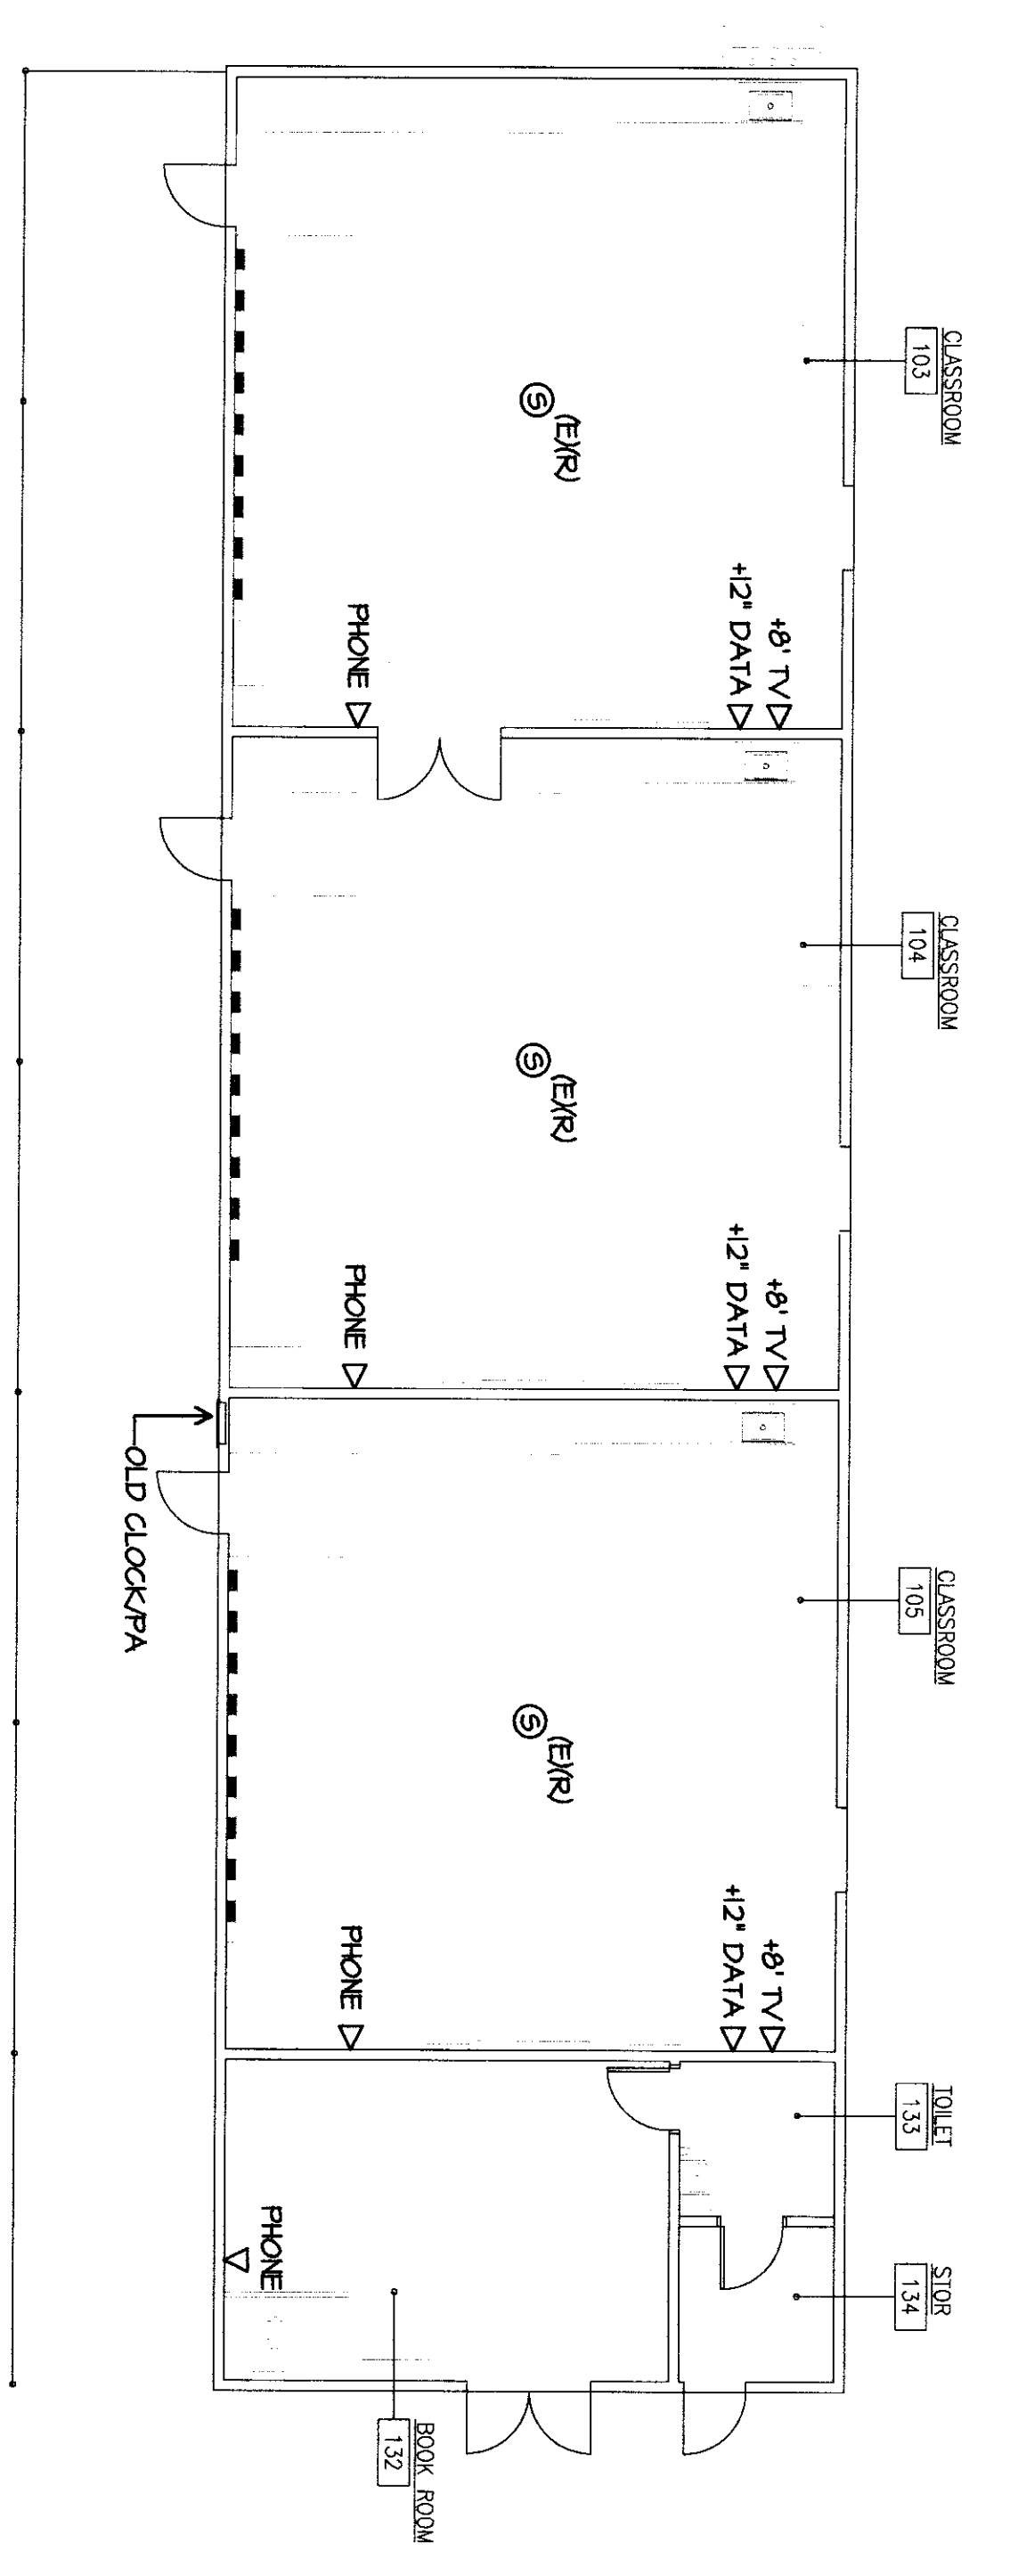 CLASSROOM
103
(E)(R)
S
+8' TV
+12" DATA
PHONE
CLASSROOM
104
(E)(R)
S
+8' TV
+12" DATA
PHONE
OLD CLOCK/PA
CLASSROOM
105
(E)(R)
S
+8' TV
+12" DATA
PHONE
TOILET
133
STOR
134
PHONE
BOOK ROOM
132